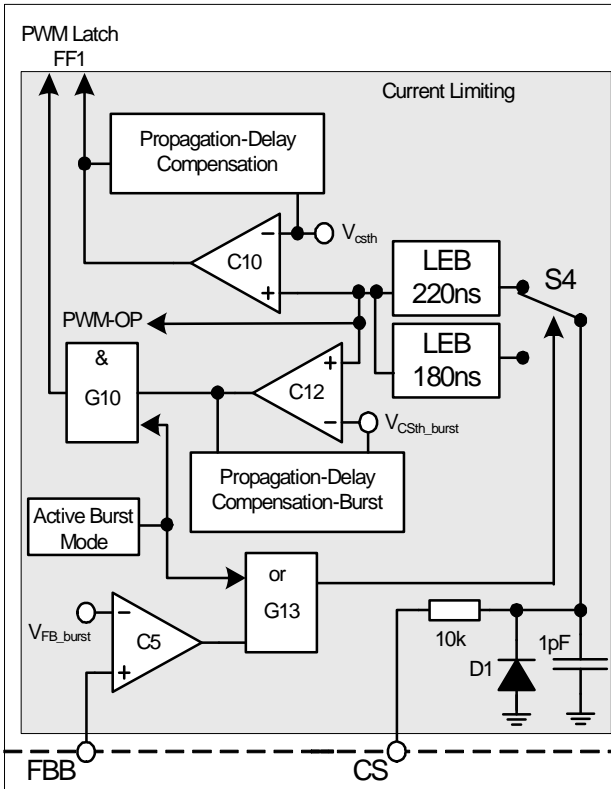 PWM Latch
FF1
Current Limiting
Propagation-Delay
Compensation
−
Vcsth
C10
+
LEB
220ns
S4
PWM-OP
LEB
180ns
&
G10
+
C12
−
VCSth_burst
Propagation-Delay
Compensation-Burst
Active Burst
Mode
or
G13
−
VFB_burst
C5
+
10k
D1
1pF
FBB
CS